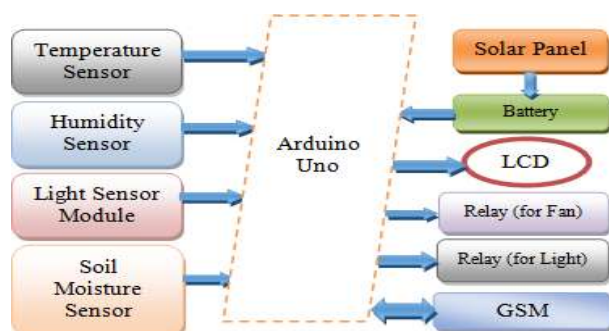 Temperature
Sensor
Humidity
Sensor
Light Sensor
Module
Soil
Moisture
Sensor
Arduino
Uno
Solar Panel
Battery
LCD
Relay (for Fan)
Relay (for Light)
GSM